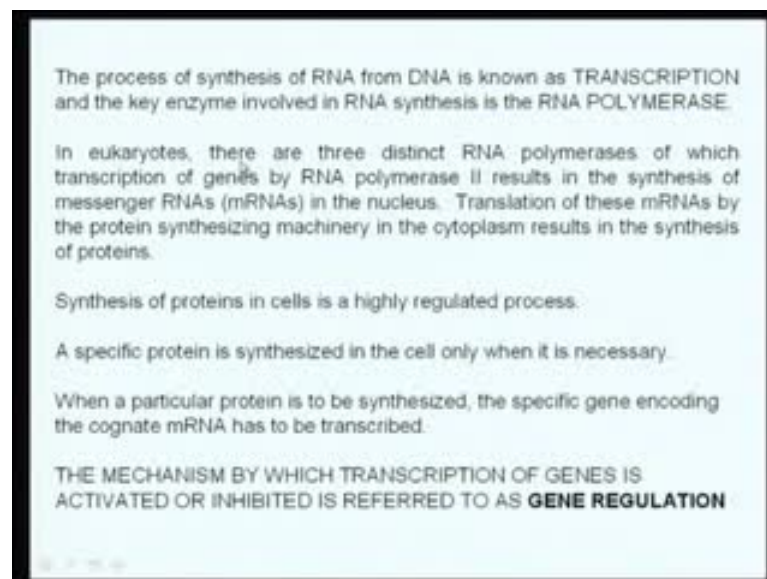 The process of synthesis of RNA from DNA is known as TRANSCRIPTION
and the key enzyme involved in RNA synthesis is the RNA POLYMERASE.
In eukaryotes, there are three distinct RNA polymerases of which
transcription of genes by RNA polymerase II results in the synthesis of
messenger RNAs (mRNAs) in the nucleus. Translation of these mRNAs by
the protein synthesizing machinery in the cytoplasm results in the synthesis
of proteins.
Synthesis of proteins in cells is a highly regulated process.
A specific protein is synthesized in the cell only when it is necessary.
When a particular protein is to be synthesized, the specific gene encoding
the cognate mRNA has to be transcribed.
THE MECHANISM BY WHICH TRANSCRIPTION OF GENES IS
ACTIVATED OR INHIBITED IS REFERRED TO AS GENE REGULATION